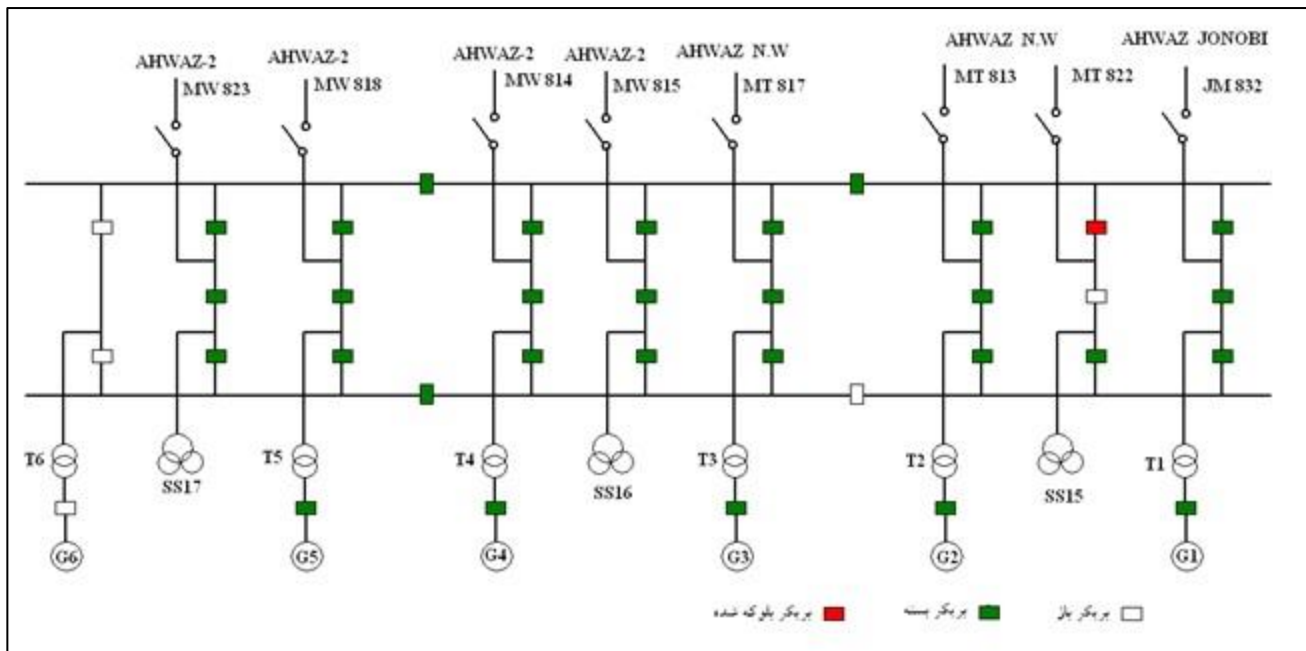 AHWAZ-2 AHWAZ-2 AHWAZ-2 AHWAZ-2 AHWAZ N.W AHWAZ N.W AHWAZ JONOBI
MW 823 MW 818 MW 814 MW 815 MT 817 MT 813 MT 822 JM 832
T6 T5 T4 T3 T2 T1
SS17 SS16 SS15
G6 G5 G4 G3 G2 G1
بریکر باز بریکر بسته بریکر بلوکه شده